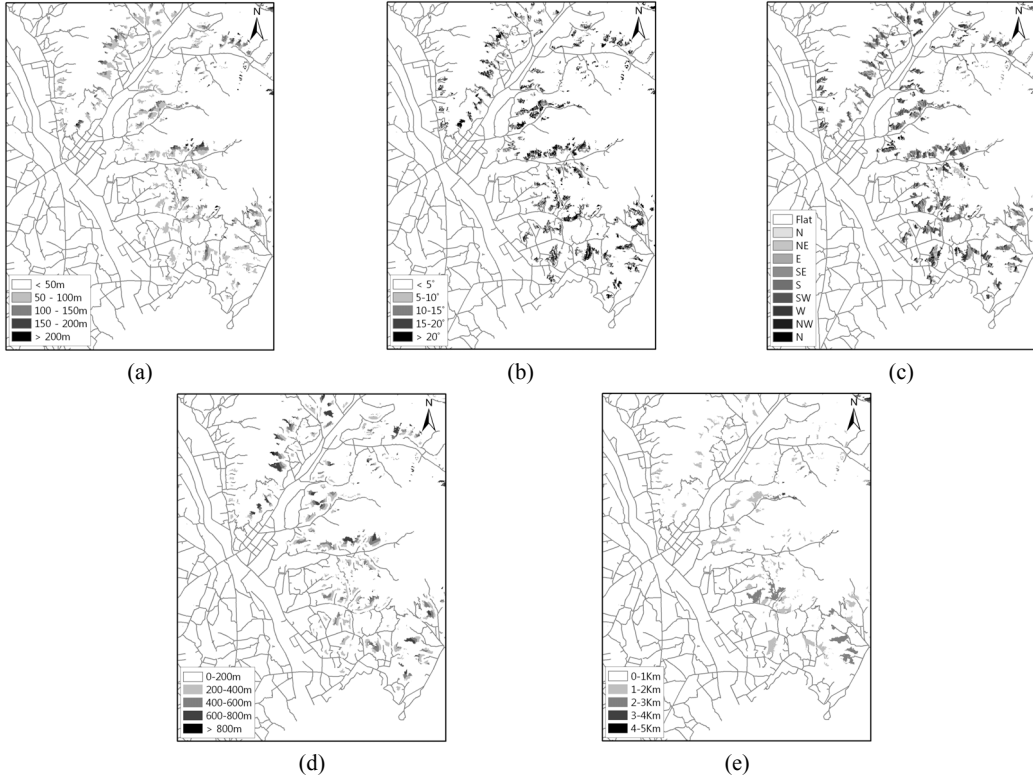 N
< 50m
50 - 100m
100 - 150m
150 - 200m
> 200m
(a)
N
< 5˚
5-10˚
10-15˚
15-20˚
> 20˚
(b)
N
Flat
N
NE
E
SE
S
SW
W
NW
N
(c)
N
0-200m
200-400m
400-600m
600-800m
> 800m
(d)
N
0-1Km
1-2Km
2-3Km
3-4Km
4-5Km
(e)